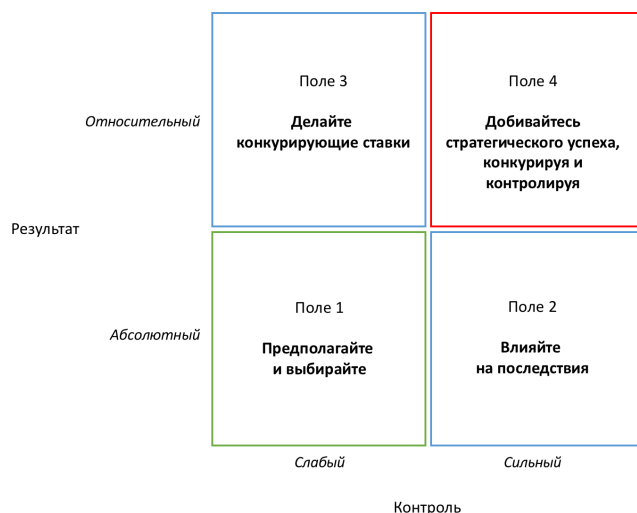 Поле 3
Делайте
конкурирующие ставки
Поле 4
Добивайтесь
стратегического успеха,
конкурируя и
контролируя
Относительный
Результат
Абсолютный
Поле 1
Предполагайте
и выбирайте
Поле 2
Влияйте
на последствия
Слабый
Сильный
Контроль